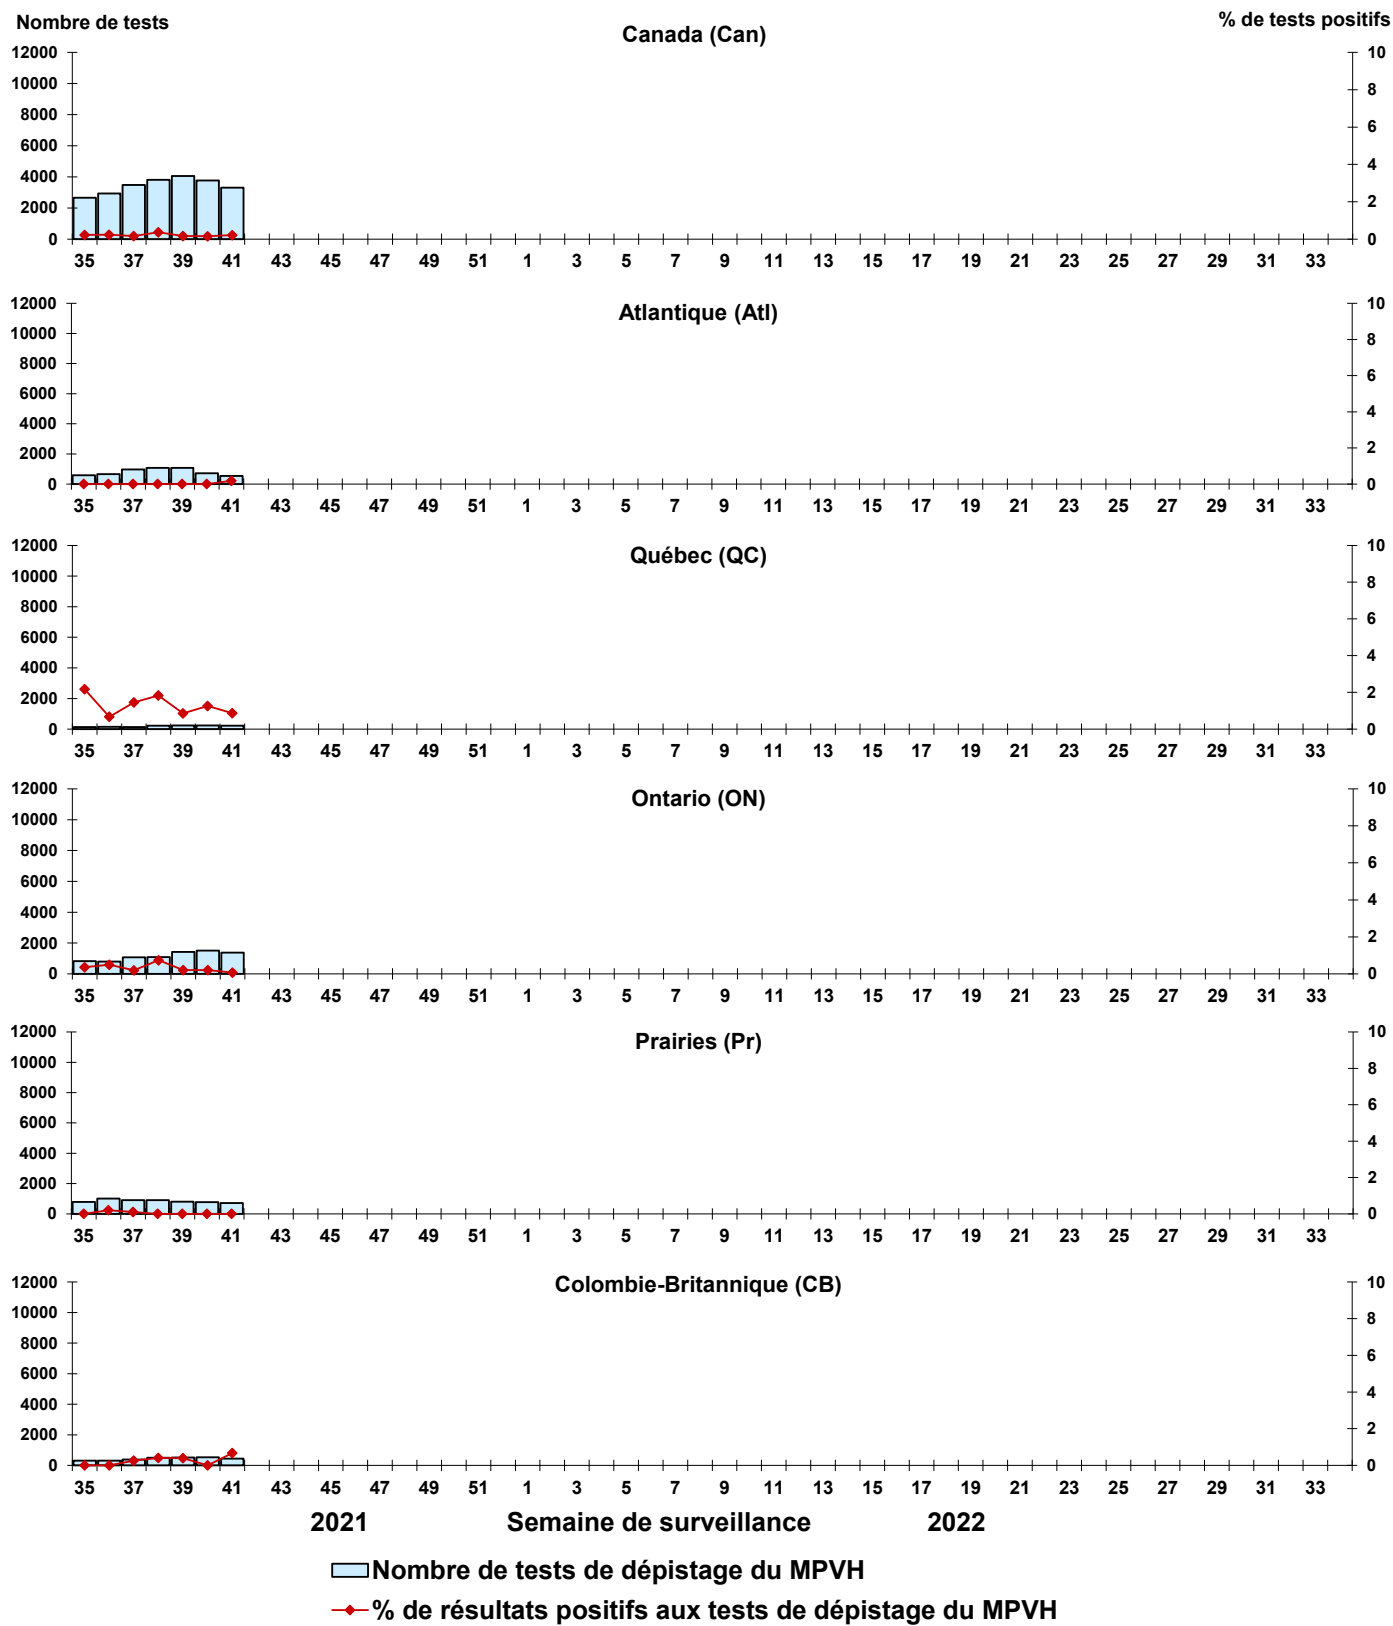 Nombre de tests
% de tests positifs
Canada (Can)
12000 10
10000 8
8000 6
6000 4
4000 2
2000 0
0
35 37 39 41 43 45 47 49 51 1 3 5 7 9 11 13 15 17 19 21 23 25 27 29 31 33
Atlantique (Atl)
12000 10
10000 8
8000 6
6000 4
4000 2
2000 0
0
35 37 39 41 43 45 47 49 51 1 3 5 7 9 11 13 15 17 19 21 23 25 27 29 31 33
Québec (QC)
12000 10
10000 8
8000 6
6000 4
4000 2
2000 0
0
35 37 39 41 43 45 47 49 51 1 3 5 7 9 11 13 15 17 19 21 23 25 27 29 31 33
Ontario (ON)
12000 10
10000 8
8000 6
6000 4
4000 2
2000 0
0
35 37 39 41 43 45 47 49 51 1 3 5 7 9 11 13 15 17 19 21 23 25 27 29 31 33
Prairies (Pr)
12000 10
10000 8
8000 6
6000 4
4000 2
2000 0
0
35 37 39 41 43 45 47 49 51 1 3 5 7 9 11 13 15 17 19 21 23 25 27 29 31 33
Colombie-Britannique (CB)
12000 10
10000 8
8000 6
6000 4
4000 2
2000 0
0
35 37 39 41 43 45 47 49 51 1 3 5 7 9 11 13 15 17 19 21 23 25 27 29 31 33
2021 Semaine de surveillance 2022
Nombre de tests de dépistage du MPVH
% de résultats positifs aux tests de dépistage du MPVH